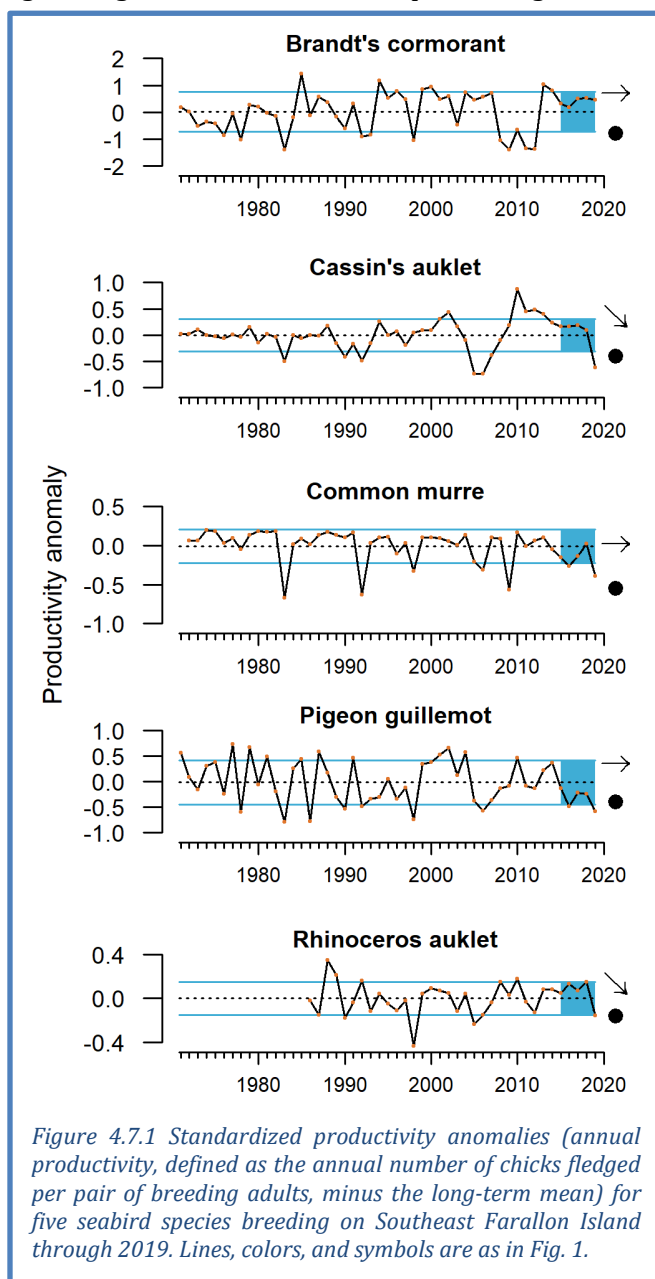 Brandt's cormorant
2
1
0
-1
-2
1980 1990 2000 2010 2020
Cassin's auklet
1.0
0.5
0.0
-0.5
-1.0
1980 1990 2000 2010 2020
Productivity anomaly
Common murre
0.5
0.0
-0.5
-1.0
1980 1990 2000 2010 2020
Pigeon guillemot
1.0
0.5
0.0
-0.5
-1.0
1980 1990 2000 2010 2020
Rhinoceros auklet
0.4
0.0
-0.4
1980 1990 2000 2010 2020
Figure 4.7.1 Standardized productivity anomalies (annual
productivity, defined as the annual number of chicks fledged
per pair of breeding adults, minus the long-term mean) for
five seabird species breeding on Southeast Farallon Island
through 2019. Lines, colors, and symbols are as in Fig. 1.